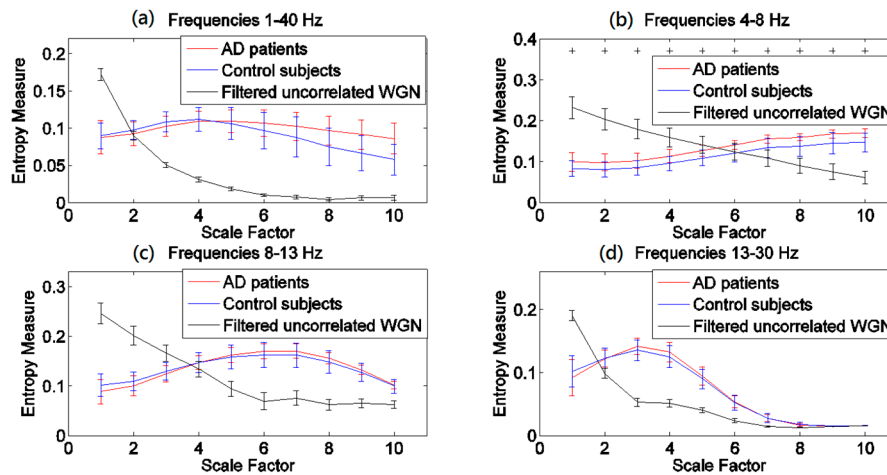 (a) Frequencies 1-40 Hz
Entropy Measure
0.2
0.15
0.1
0.05
0
AD patients
Control subjects
Filtered uncorrelated WGN
0 2 4 6 8 10
Scale Factor
(b) Frequencies 4-8 Hz
Entropy Measure
0.4
0.3
0.2
0.1
0
+ + + + + + + + + +
AD patients
Control subjects
Filtered uncorrelated WGN
0 2 4 6 8 10
Scale Factor
(c) Frequencies 8-13 Hz
Entropy Measure
0.3
0.2
0.1
0
AD patients
Control subjects
Filtered uncorrelated WGN
0 2 4 6 8 10
Scale Factor
(d) Frequencies 13-30 Hz
Entropy Measure
0.2
0.1
0
AD patients
Control subjects
Filtered uncorrelated WGN
0 2 4 6 8 10
Scale Factor